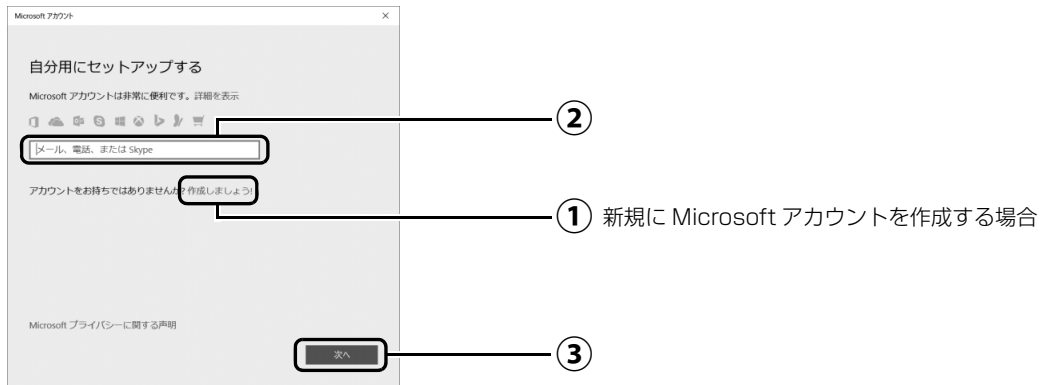 Microsoft アカウント
自分用にセットアップする
Microsoft アカウントは非常に便利です。詳細を表示
メール、電話、または Skype
②
アカウントをお持ちではありませんか? 作成しましょう!
① 新規に Microsoft アカウントを作成する場合
Microsoft プライバシーに関する声明
次へ
③